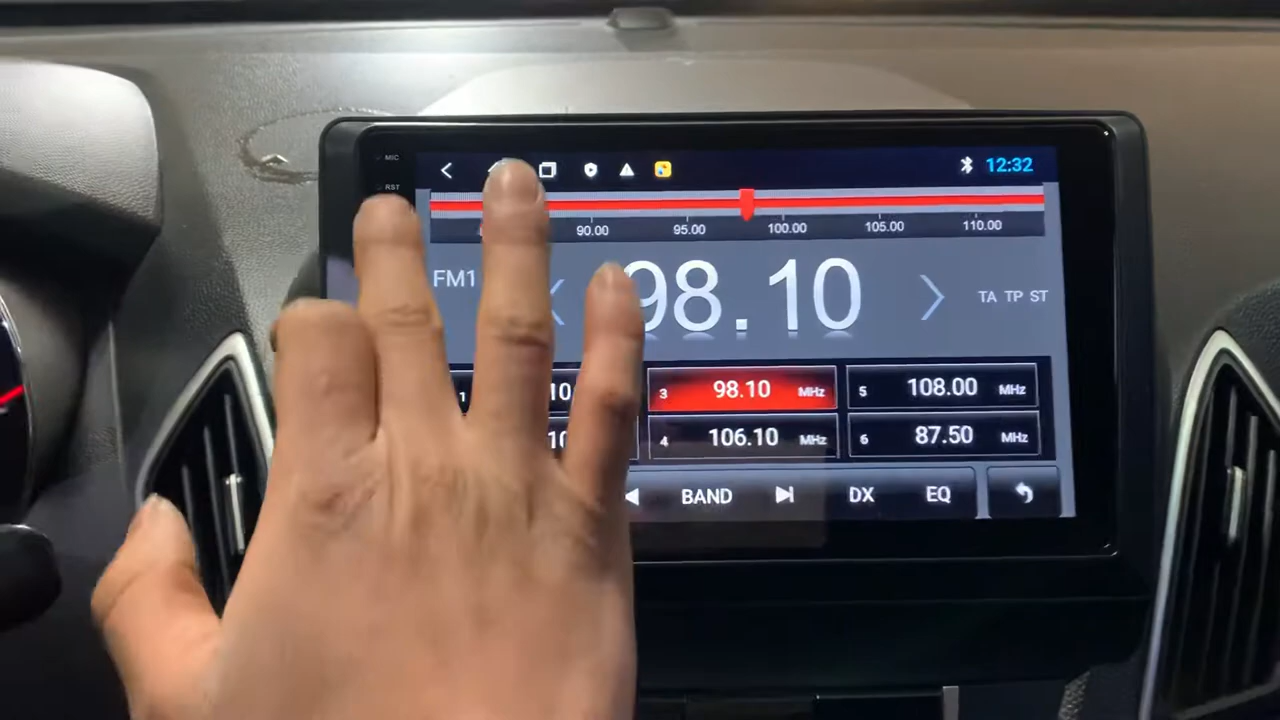 MIC
12:32
RST
90.00 95.00 100.00 105.00 110.00
FM1
98.10
TA TP ST
1
3 98.10 MHz
5 108.00 MHz
4 106.10 MHz
6 87.50 MHz
BAND
DX
EQ